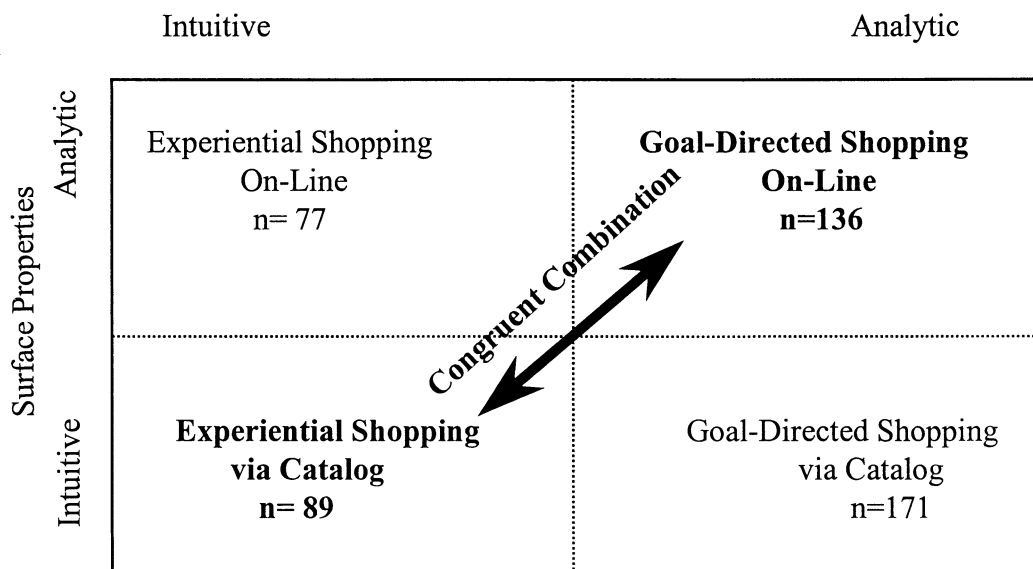 Intuitive
Analytic
Surface Properties
Analytic
Experiential Shopping
On-Line
n= 77
Goal-Directed Shopping
On-Line
n=136
Congruent Combination
Intuitive
Experiential Shopping
via Catalog
n= 89
Goal-Directed Shopping
via Catalog
n=171